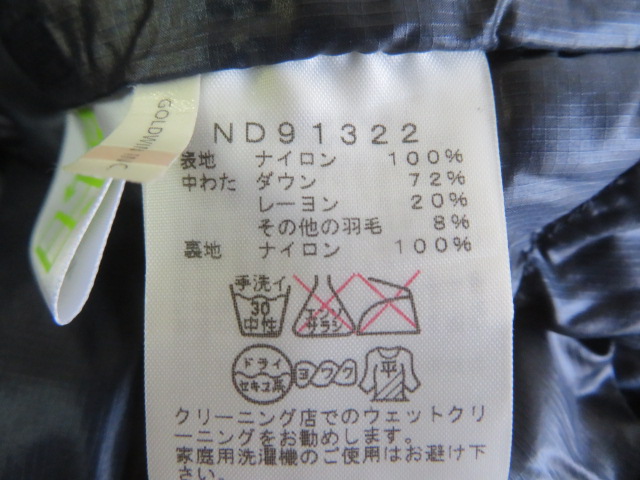 GOLDWIN INC
ND91322
表地 ナイロン 100%
中わた ダウン 72%
レーヨン 20%
その他の羽毛 8%
裏地 ナイロン 100%
手洗イ
30
中性
エンソ
サラシ
ドライ
セキユ系
ヨワク
平
クリーニング店でのウェットクリ
ーニングをお勧めします。
家庭用洗濯機のご使用はお避け下
さい。